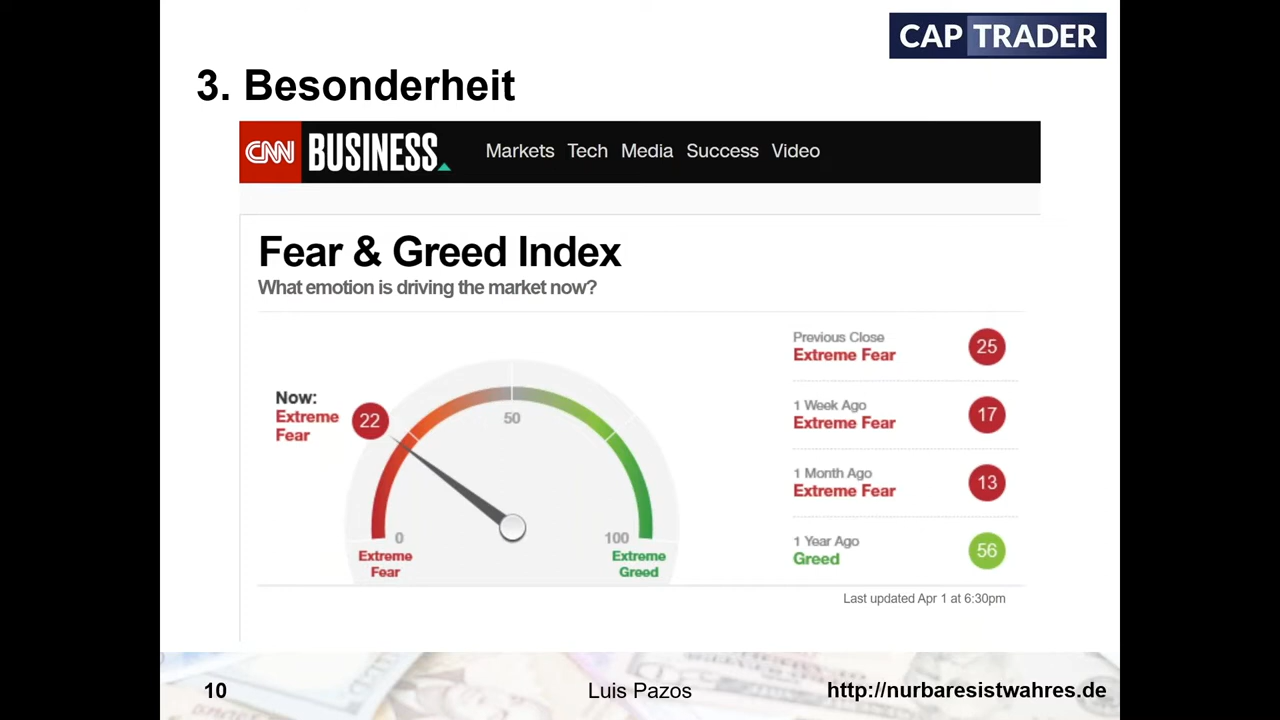 CAP TRADER
3. Besonderheit
CNN BUSINESS Markets Tech Media Success Video
Fear & Greed Index
What emotion is driving the market now?
Now:
Extreme
Fear
22
50
0
100
Extreme
Fear
Extreme
Greed
Previous Close
Extreme Fear
25
1 Week Ago
Extreme Fear
17
1 Month Ago
Extreme Fear
13
1 Year Ago
Greed
56
Last updated Apr 1 at 6:30pm
10 Luis Pazos http://nurbaresistwahres.de